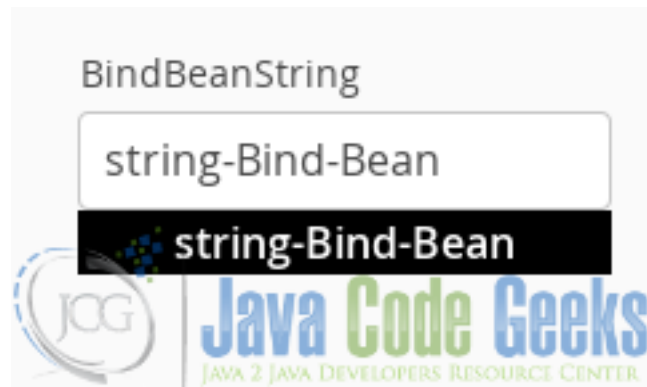 BindBeanString
string-Bind-Bean
string-Bind-Bean
JCG
Java Code Geeks
JAVA 2 JAVA DEVELOPERS RESOURCE CENTER